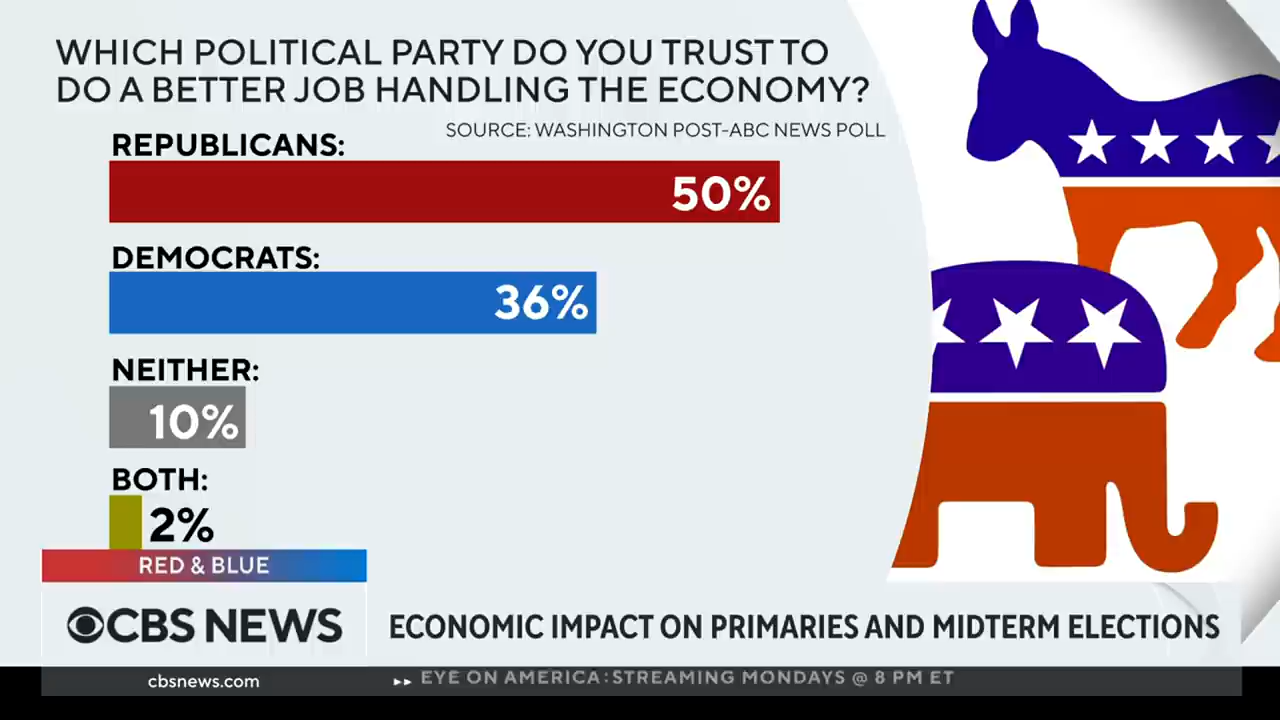 WHICH POLITICAL PARTY DO YOU TRUST TO
DO A BETTER JOB HANDLING THE ECONOMY?
SOURCE: WASHINGTON POST-ABC NEWS POLL
REPUBLICANS:
50%
DEMOCRATS:
36%
NEITHER:
10%
BOTH:
2%
RED & BLUE
CBS NEWS
ECONOMIC IMPACT ON PRIMARIES AND MIDTERM ELECTIONS
cbsnews.com
EYE ON AMERICA: STREAMING MONDAYS @ 8 PM ET